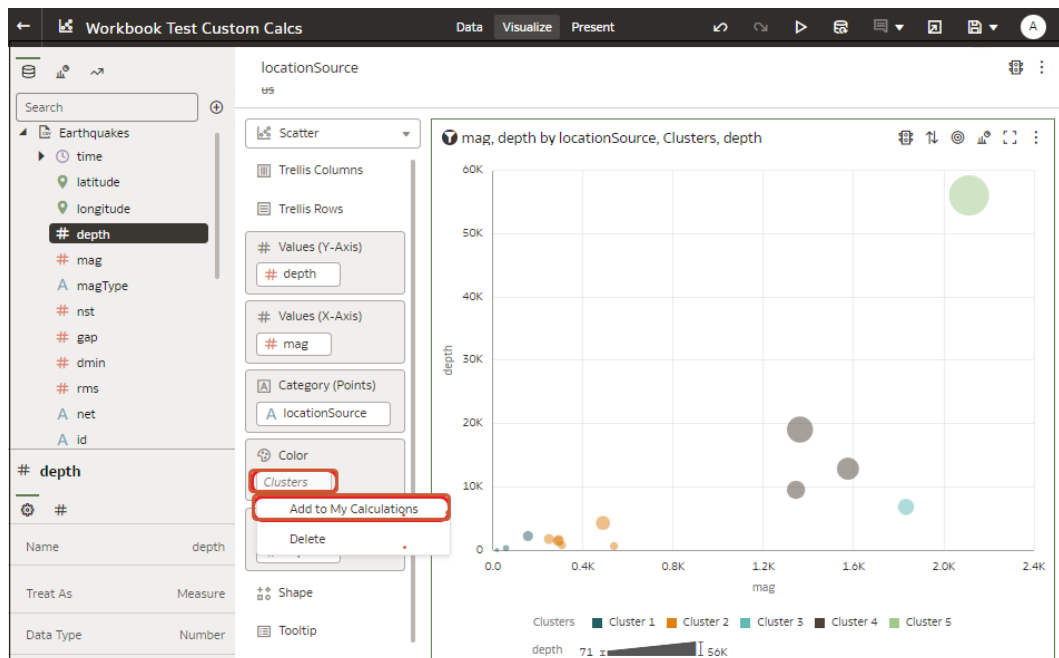 Workbook Test Custom Calcs
Data Visualize Present
A
Search
Earthquakes
time
latitude
longitude
# depth
# mag
A magType
# nst
# gap
# dmin
# rms
A net
A id
# depth
#
Name depth
Treat As Measure
Data Type Number
locationSource
us
Scatter
Trellis Columns
Trellis Rows
# Values (Y-Axis)
# depth
# Values (X-Axis)
# mag
A Category (Points)
A locationSource
Color
Clusters
Add to My Calculations
Delete
Shape
Tooltip
mag, depth by locationSource, Clusters, depth
60K
50K
40K
30K
20K
10K
0
depth
0.0 0.4K 0.8K 1.2K 1.6K 2.0K 2.4K
mag
Clusters Cluster 1 Cluster 2 Cluster 3 Cluster 4 Cluster 5
depth 71 56K